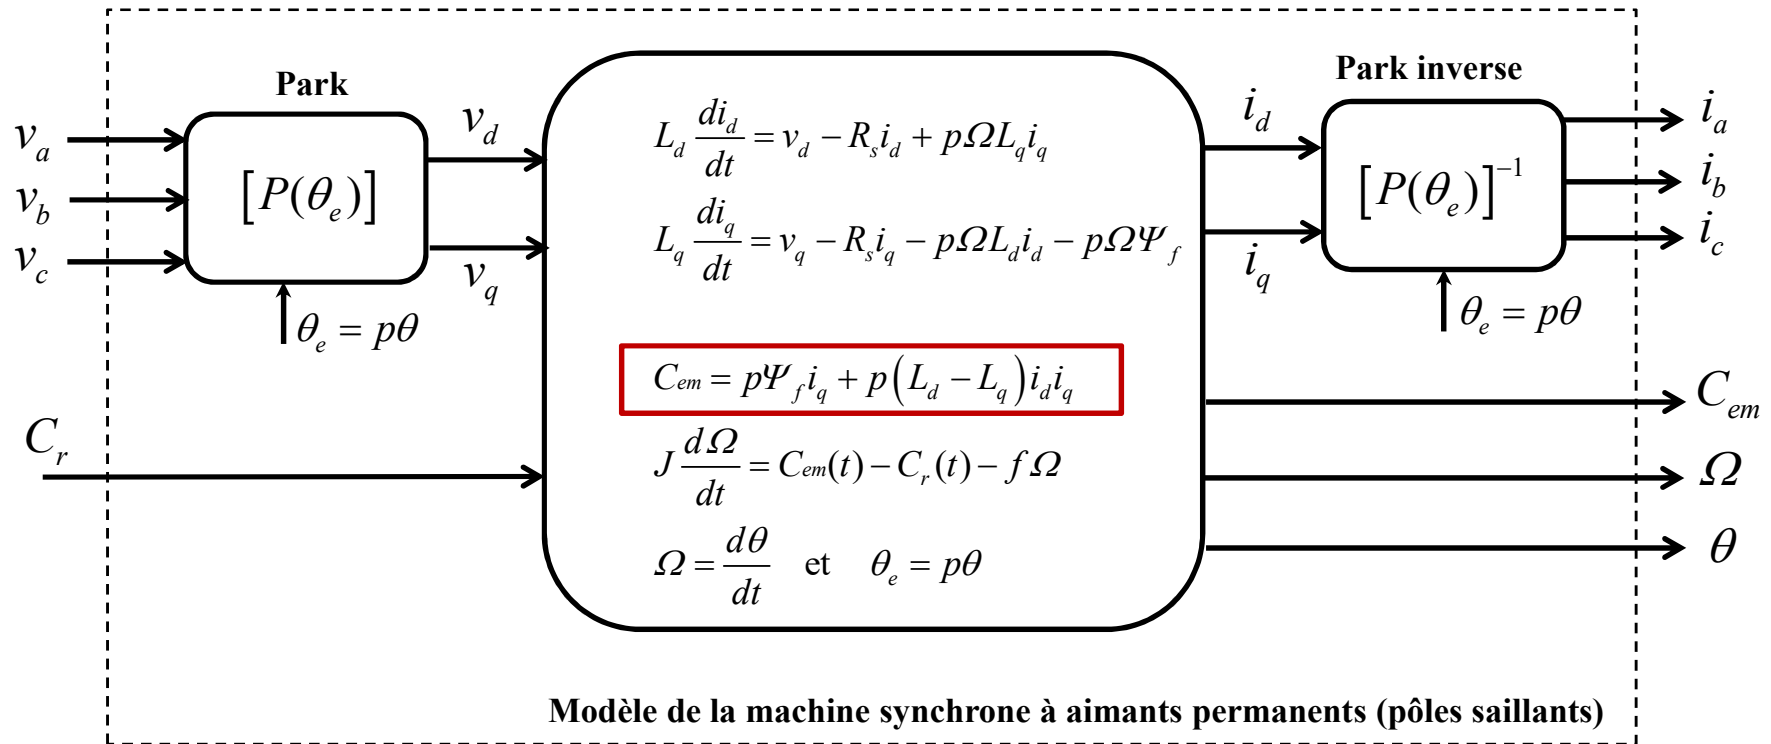 Park
Park inverse
v_a
v_b
v_c
[P(θ_e)]
θ_e = pθ
v_d
v_q
C_r
L_d di_d/dt = v_d − R_s i_d + pΩL_q i_q
L_q di_q/dt = v_q − R_s i_q − pΩL_d i_d − pΩΨ_f
C_em = pΨ_f i_q + p(L_d − L_q) i_d i_q
J dΩ/dt = C_em(t) − C_r(t) − fΩ
Ω = dθ/dt et θ_e = pθ
i_d
i_q
[P(θ_e)]^−1
θ_e = pθ
i_a
i_b
i_c
C_em
Ω
θ
Modèle de la machine synchrone à aimants permanents (pôles saillants)